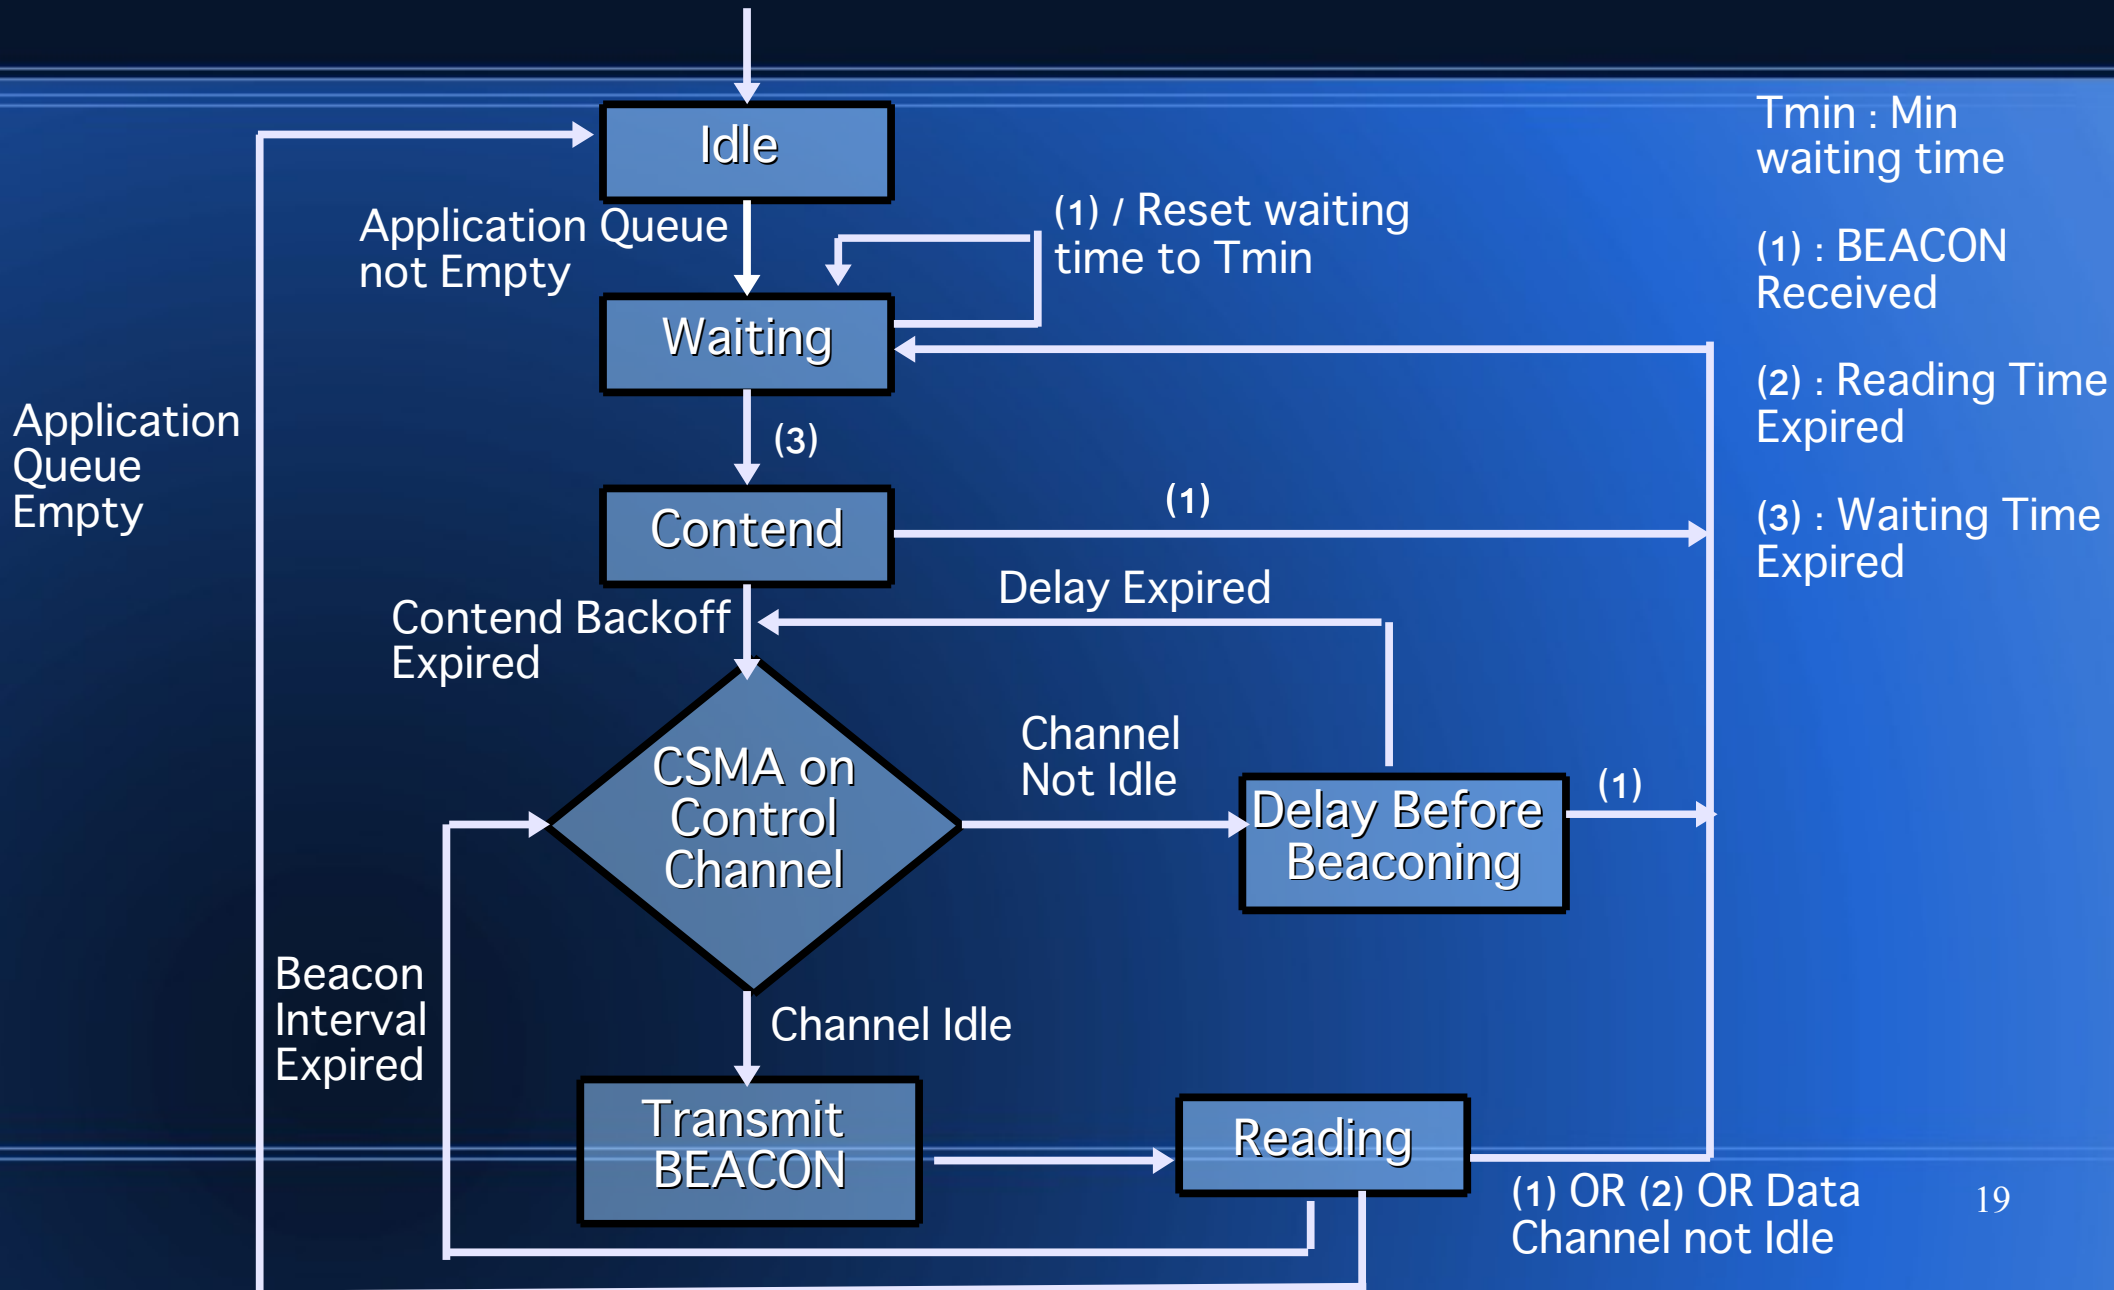 Idle
Application Queue
not Empty
(1) / Reset waiting
time to Tmin
Waiting
(3)
Contend
(1)
Delay Expired
Contend Backoff
Expired
Application
Queue
Empty
CSMA on
Control
Channel
Channel
Not Idle
Delay Before
Beaconing
(1)
Beacon
Interval
Expired
Channel Idle
Transmit
BEACON
Reading
(1) OR (2) OR Data
Channel not Idle
Tmin : Min
waiting time
(1) : BEACON
Received
(2) : Reading Time
Expired
(3) : Waiting Time
Expired
19